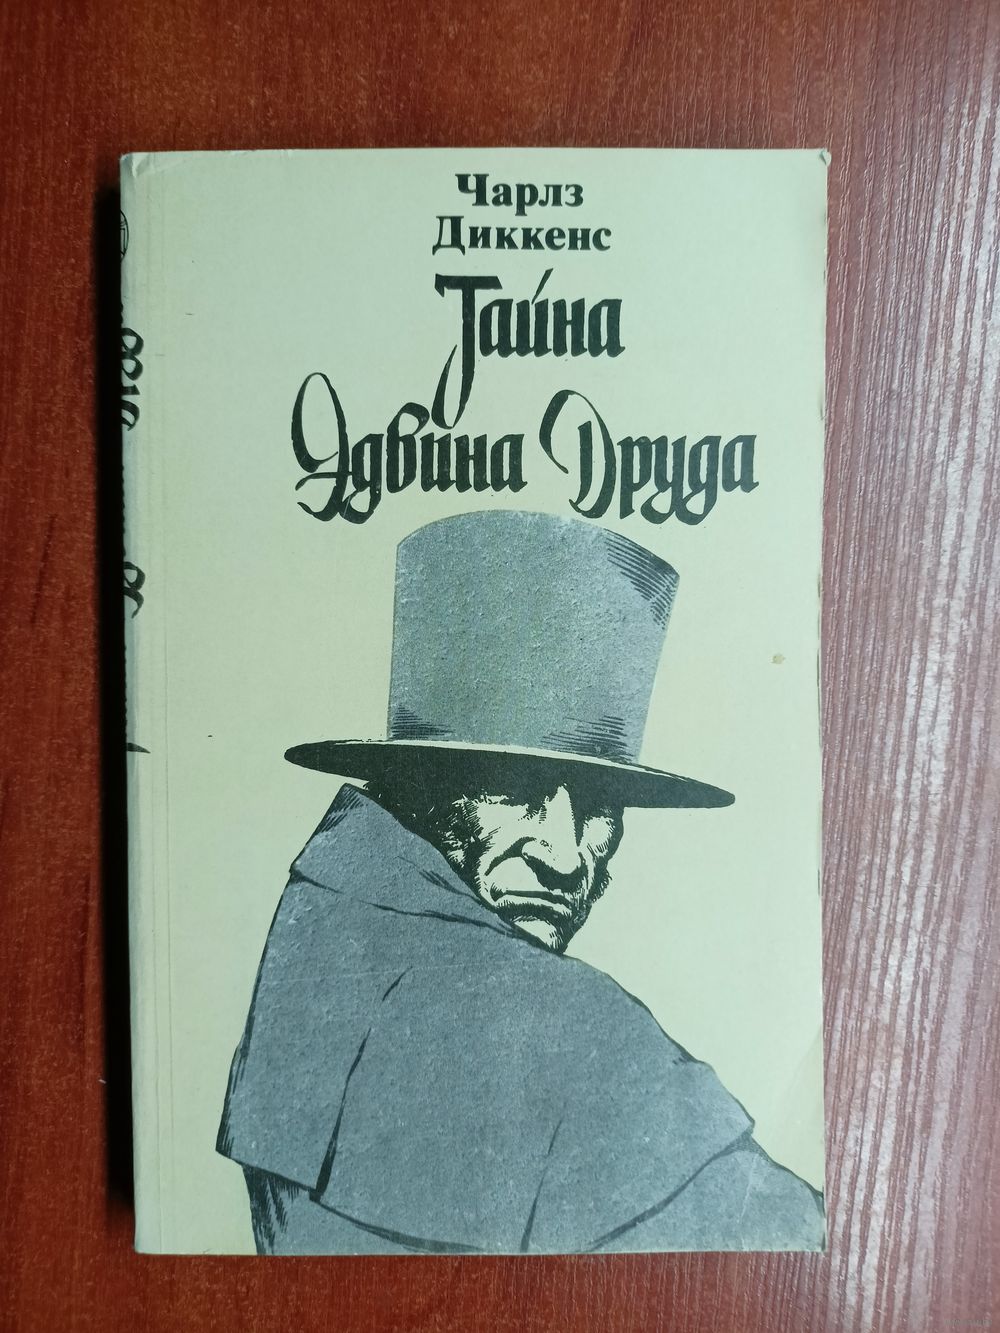 Чарлз
Диккенс
Тайна
Эдвина Друда